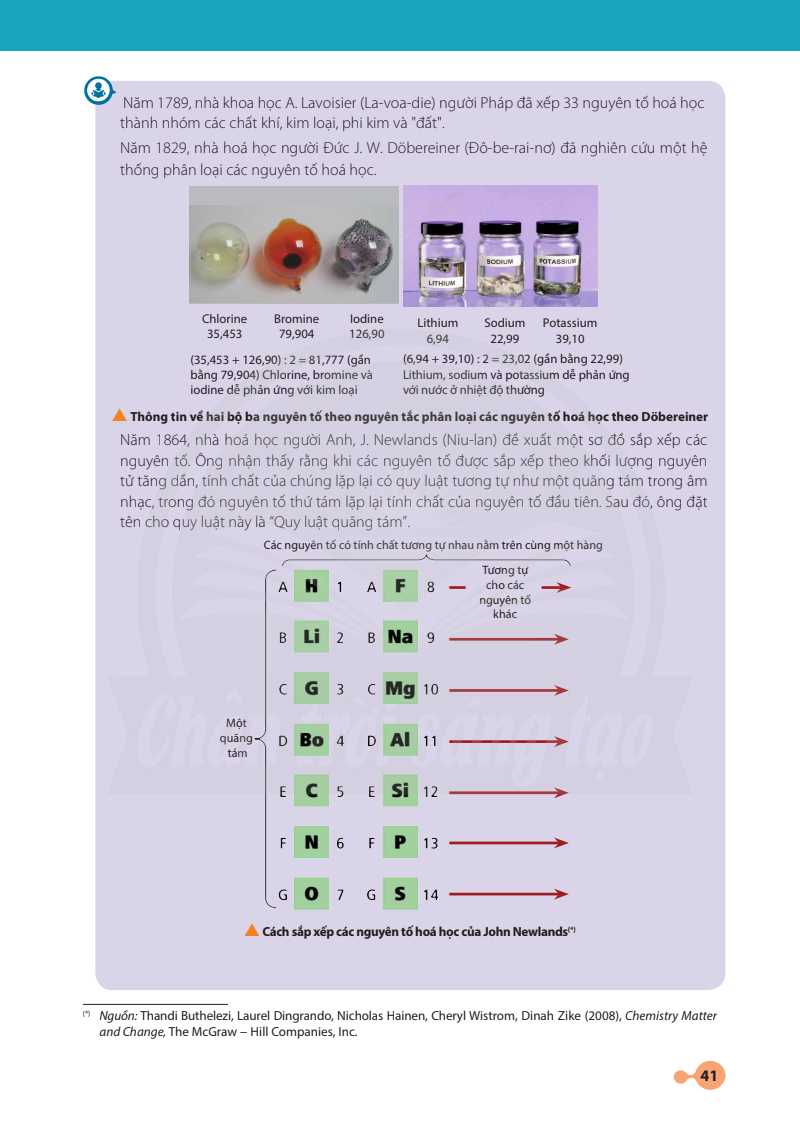 Năm 1789, nhà khoa học A. Lavoisier (La-voa-die) người Pháp đã xếp 33 nguyên tố hoá học
thành nhóm các chất khí, kim loại, phi kim và "đất".
Năm 1829, nhà hoá học người Đức J. W. Döbereiner (Đô-be-rai-nơ) đã nghiên cứu một hệ
thống phân loại các nguyên tố hoá học.
LITHIUM
SODIUM
POTASSIUM
Chlorine Bromine Iodine
35,453 79,904 126,90
Lithium Sodium Potassium
6,94 22,99 39,10
(35,453 + 126,90) : 2 = 81,777 (gần
bằng 79,904) Chlorine, bromine và
iodine dễ phản ứng với kim loại
(6,94 + 39,10) : 2 = 23,02 (gần bằng 22,99)
Lithium, sodium và potassium dễ phản ứng
với nước ở nhiệt độ thường
Thông tin về hai bộ ba nguyên tố theo nguyên tắc phân loại các nguyên tố hoá học theo Döbereiner
Năm 1864, nhà hoá học người Anh, J. Newlands (Niu-lan) đề xuất một sơ đồ sắp xếp các
nguyên tố. Ông nhận thấy rằng khi các nguyên tố được sắp xếp theo khối lượng nguyên
tử tăng dần, tính chất của chúng lặp lại có quy luật tương tự như một quãng tám trong âm
nhạc, trong đó nguyên tố thứ tám lặp lại tính chất của nguyên tố đầu tiên. Sau đó, ông đặt
tên cho quy luật này là “Quy luật quãng tám”.
Các nguyên tố có tính chất tương tự nhau nằm trên cùng một hàng
A H 1 A F 8
Tương tự
cho các
nguyên tố
khác
B Li 2 B Na 9
C G 3 C Mg 10
Một
quãng
tám
D Bo 4 D Al 11
E C 5 E Si 12
F N 6 F P 13
G O 7 G S 14
Chân trời sáng tạo
Cách sắp xếp các nguyên tố hoá học của John Newlands(*)
(*) Nguồn: Thandi Buthelezi, Laurel Dingrando, Nicholas Hainen, Cheryl Wistrom, Dinah Zike (2008), Chemistry Matter
and Change, The McGraw – Hill Companies, Inc.
41